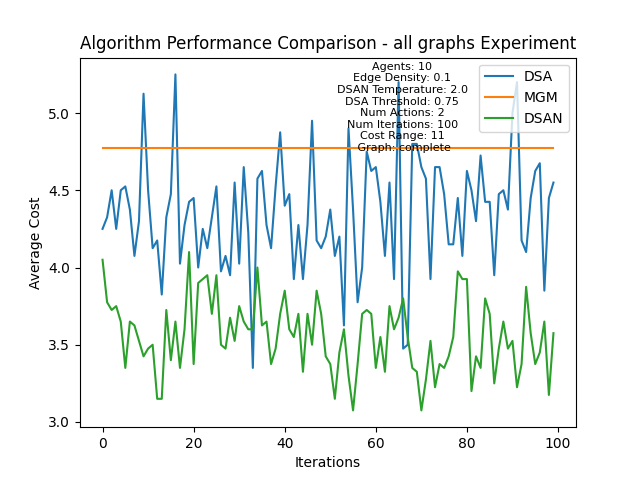 Algorithm Performance Comparison - all graphs Experiment
Agents: 10
Edge Density: 0.1
DSAN Temperature: 2.0
DSA Threshold: 0.75
Num Actions: 2
Num Iterations: 100
Cost Range: 11
Graph: complete
DSA
MGM
DSAN
Average Cost
5.0
4.5
4.0
3.5
3.0
0 20 40 60 80 100
Iterations